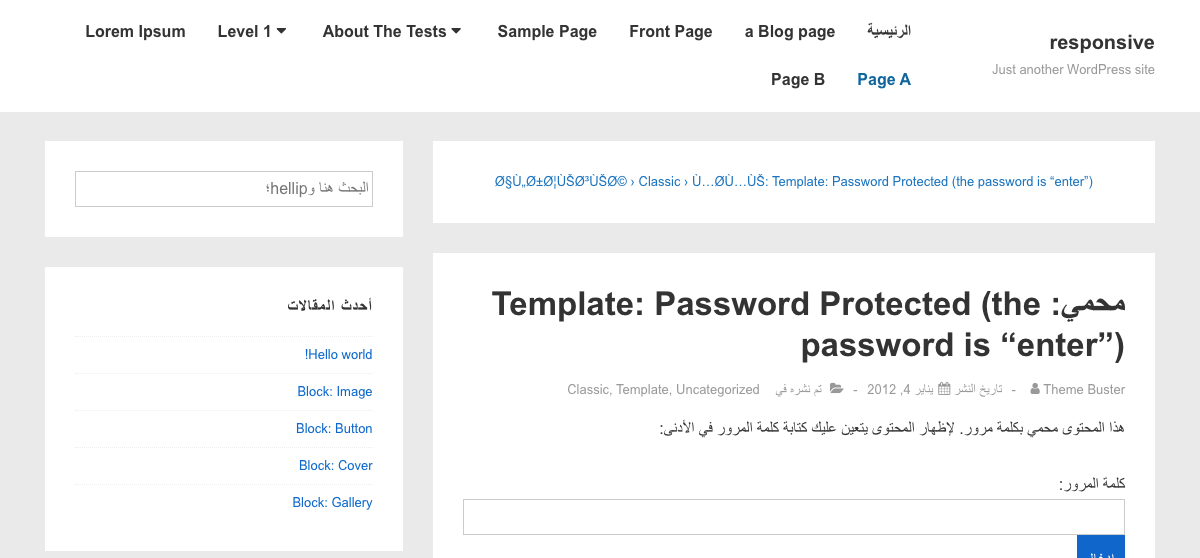 responsive
Just another WordPress site
الرئيسية a Blog page Front Page Sample Page About The Tests Level 1 Lorem Ipsum
Page A Page B
Ø§Ù„Ø±Ø¦ÙŠØ³ÙŠØ© › Classic › Ù…ØÙ…ÙŠ: Template: Password Protected (the password is “enter”)
محمي: Template: Password Protected (the
password is “enter”)
Theme Buster - تاريخ النشر يناير 4, 2012 - تم نشره في Classic, Template, Uncategorized
هذا المحتوى محمي بكلمة مرور. لإظهار المحتوى يتعين عليك كتابة كلمة المرور في الأدنى:
كلمة المرور:
البحث هنا وhellip؛
أحدث المقالات
Hello world!
Block: Image
Block: Button
Block: Cover
Block: Gallery